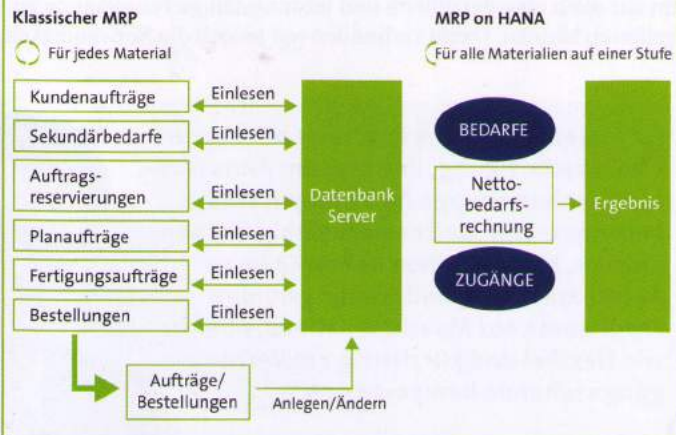 Klassischer MRP
Für jedes Material
Kundenaufträge
Einlesen
Sekundärbedarfe
Einlesen
Auftrags-
reservierungen
Einlesen
Planaufträge
Einlesen
Fertigungsaufträge
Einlesen
Bestellungen
Einlesen
Datenbank
Server
Aufträge/
Bestellungen
Anlegen/Ändern
MRP on HANA
Für alle Materialien auf einer Stufe
BEDARFE
Netto-
bedarfs-
rechnung
ZUGÄNGE
Ergebnis